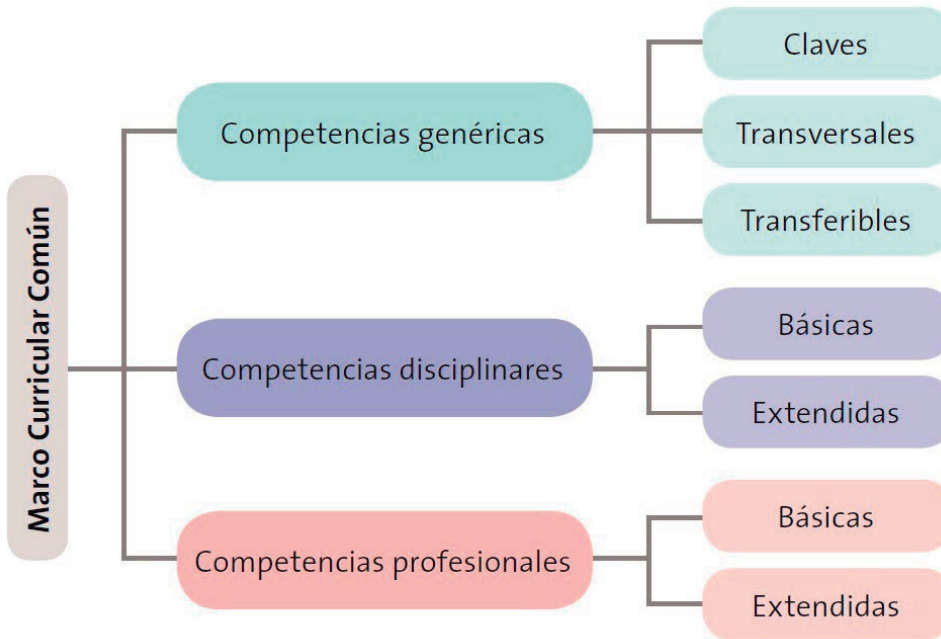 Marco Curricular Común
Competencias genéricas
Claves
Transversales
Transferibles
Competencias disciplinares
Básicas
Extendidas
Competencias profesionales
Básicas
Extendidas